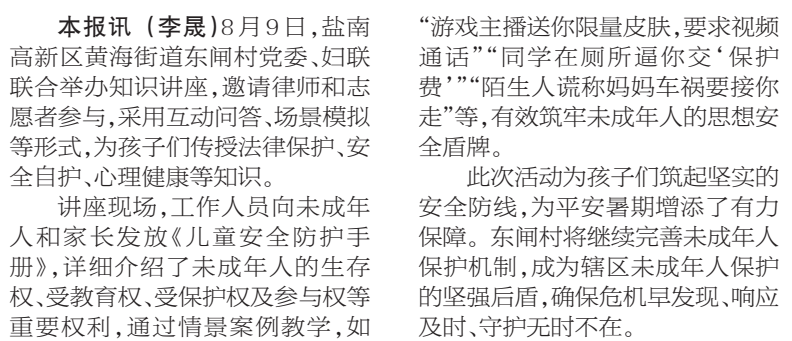 本报讯（李晟）8月9日，盐南
高新区黄海街道东闸村党委、妇联
联合举办知识讲座，邀请律师和志
愿者参与，采用互动问答、场景模拟
等形式，为孩子们传授法律保护、安
全自护、心理健康等知识。
讲座现场，工作人员向未成年
人和家长发放《儿童安全防护手
册》，详细介绍了未成年人的生存
权、受教育权、受保护权及参与权等
重要权利，通过情景案例教学，如
“游戏主播送你限量皮肤，要求视频
通话”“同学在厕所逼你交‘保护
费’”“陌生人谎称妈妈车祸要接你
走”等，有效筑牢未成年人的思想安
全盾牌。
此次活动为孩子们筑起坚实的
安全防线，为平安暑期增添了有力
保障。东闸村将继续完善未成年人
保护机制，成为辖区未成年人保护
的坚强后盾，确保危机早发现、响应
及时、守护无时不在。